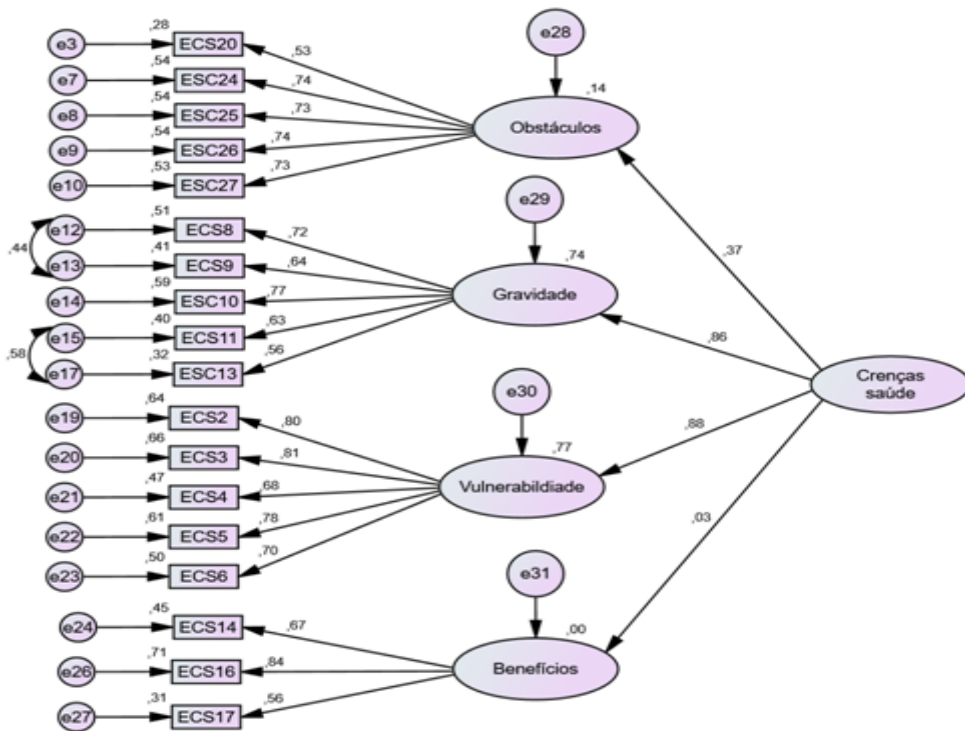 e28
,28
e3
ECS20
,53
,54
e7
ESC24
,74
,14
,54
e8
ESC25
,73
Obstáculos
,54
e9
ESC26
,74
,53
e10
ESC27
,73
e29
,51
e12
ECS8
,72
,37
,44
,41
e13
ECS9
,64
,74
,59
e14
ESC10
,77
Gravidade
,40
e15
ECS11
,63
,86
,58
,32
e17
ESC13
,56
Crenças
saúde
e30
,64
e19
ECS2
,80
,88
,66
e20
ECS3
,81
,77
,47
e21
ECS4
,68
Vulnerabildiade
,61
e22
ECS5
,78
,03
,50
e23
ECS6
,70
e31
,45
e24
ECS14
,67
,00
,71
e26
ECS16
,84
Benefícios
,31
e27
ECS17
,56